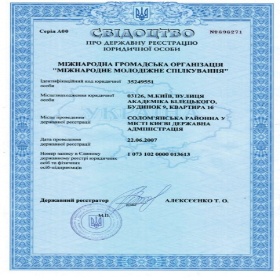 Серія А00
№696271
СВІДОЦТВО
ПРО ДЕРЖАВНУ РЕЄСТРАЦІЮ
ЮРИДИЧНОЇ ОСОБИ
МІЖНАРОДНА ГРОМАДСЬКА ОРГАНІЗАЦІЯ
"МІЖНАРОДНЕ МОЛОДІЖНЕ СПІЛКУВАННЯ"
Ідентифікаційний код юридичної особи
35249551
Місцезнаходження юридичної особи
03126, М.КИЇВ, ВУЛИЦЯ
АКАДЕМІКА БІЛЕЦЬКОГО,
БУДИНОК 9, КВАРТИРА 16
Місце проведення державної реєстрації
СОЛОМ'ЯНСЬКА РАЙОННА У
МІСТІ КИЄВІ ДЕРЖАВНА
АДМІНІСТРАЦІЯ
Дата проведення державної реєстрації
22.06.2007
Номер запису в Єдиному
державному реєстрі юридичних
осіб та фізичних
осіб-підприємців
1 073 102 0000 013613
Державний реєстратор
АЛЄКСЄЄНКО Т. О.
М.П.